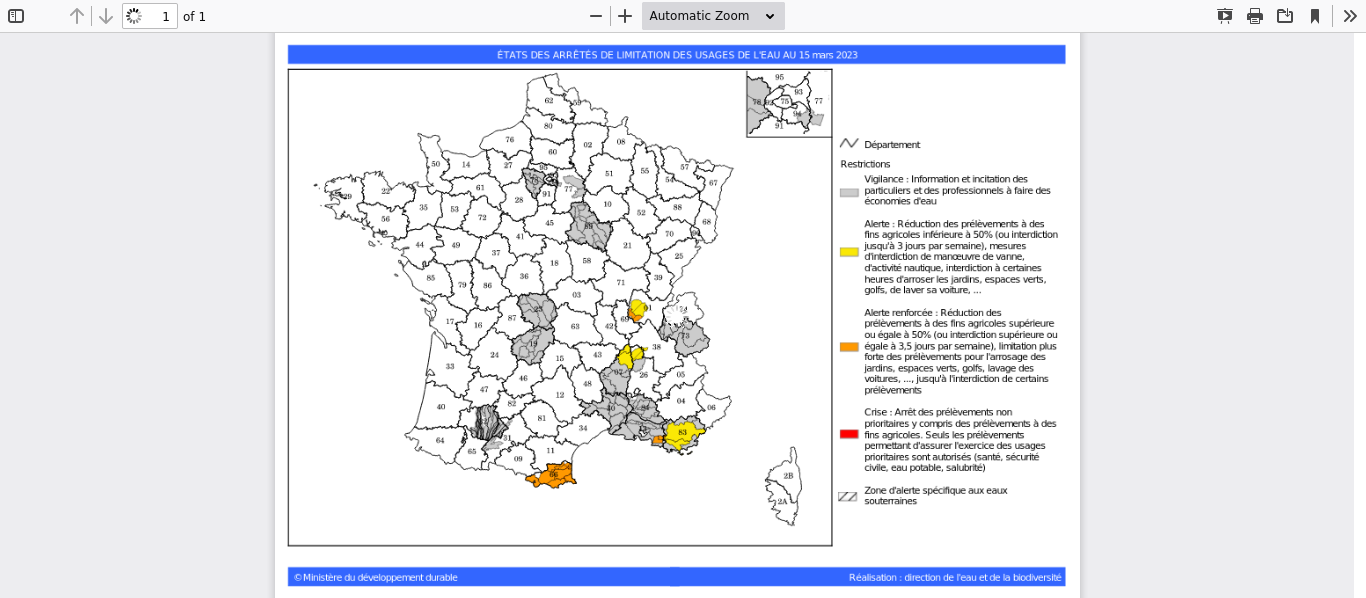 1 of 1 Automatic Zoom
ÉTATS DES ARRÊTÉS DE LIMITATION DES USAGES DE L'EAU AU 15 mars 2023
95
93
78 92 75 77
94
91
62 59
80
76 02 08
60
50 14 27 95 51 55 57
54 67
29 22 61 78 77
28 91
35 53 10 52 88
56 72 45 89 68
70 90
44 49 41 21
37 18 58 25
85 79 86 36 71 39
03
23 01 74
17 16 87 63 42 69
19 73
24 15 43 38
33
46 48 07 26 05
47 12
40 82 30 84 04 06
32 81
64 31 34 83
65 09 11
66
2B
2A
Département
Restrictions
Vigilance : Information et incitation des
particuliers et des professionnels à faire des
économies d'eau
Alerte : Réduction des prélèvements à des
fins agricoles inférieure à 50% (ou interdiction
jusqu'à 3 jours par semaine), mesures
d'interdiction de manœuvre de vanne,
d'activité nautique, interdiction à certaines
heures d'arroser les jardins, espaces verts,
golfs, de laver sa voiture, ...
Alerte renforcée : Réduction des
prélèvements à des fins agricoles supérieure
ou égale à 50% (ou interdiction supérieure ou
égale à 3,5 jours par semaine), limitation plus
forte des prélèvements pour l'arrosage des
jardins, espaces verts, golfs, lavage des
voitures, ..., jusqu'à l'interdiction de certains
prélèvements
Crise : Arrêt des prélèvements non
prioritaires y compris des prélèvements à des
fins agricoles. Seuls les prélèvements
permettant d'assurer l'exercice des usages
prioritaires sont autorisés (santé, sécurité
civile, eau potable, salubrité)
Zone d'alerte spécifique aux eaux
souterraines
©Ministère du développement durable
Réalisation : direction de l'eau et de la biodiversité